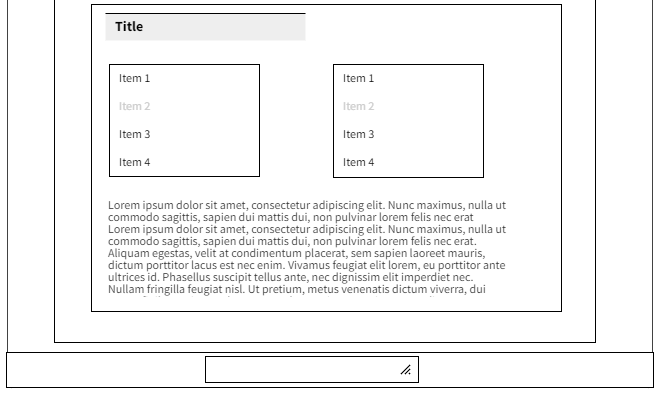 Title
Item 1
Item 2
Item 3
Item 4
Item 1
Item 2
Item 3
Item 4
Lorem ipsum dolor sit amet, consectetur adipiscing elit. Nunc maximus, nulla ut
commodo sagittis, sapien dui mattis dui, non pulvinar lorem felis nec erat
Lorem ipsum dolor sit amet, consectetur adipiscing elit. Nunc maximus, nulla ut
commodo sagittis, sapien dui mattis dui, non pulvinar lorem felis nec erat.
Aliquam egestas, velit at condimentum placerat, sem sapien laoreet mauris,
dictum porttitor lacus est nec enim. Vivamus feugiat elit lorem, eu porttitor ante
ultrices id. Phasellus suscipit tellus ante, nec dignissim elit imperdiet nec.
Nullam fringilla feugiat nisl. Ut pretium, metus venenatis dictum viverra, dui